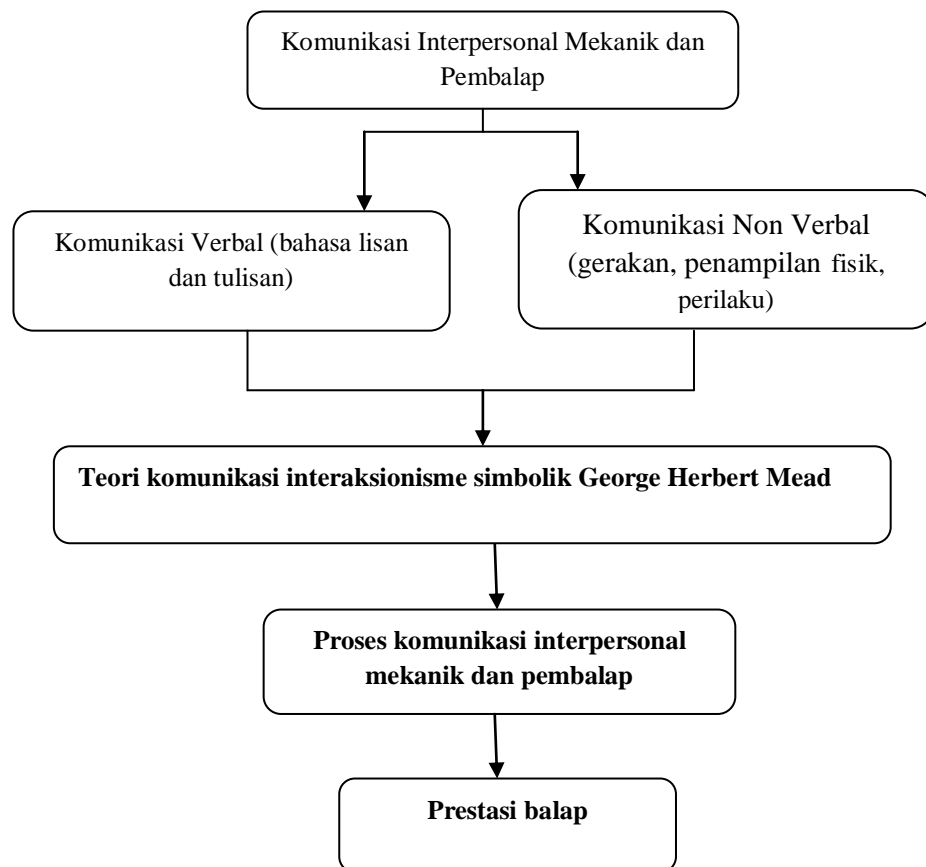 Komunikasi Interpersonal Mekanik dan
Pembalap
Komunikasi Verbal (bahasa lisan
dan tulisan)
Komunikasi Non Verbal
(gerakan, penampilan fisik,
perilaku)
Teori komunikasi interaksionisme simbolik George Herbert Mead
Proses komunikasi interpersonal
mekanik dan pembalap
Prestasi balap